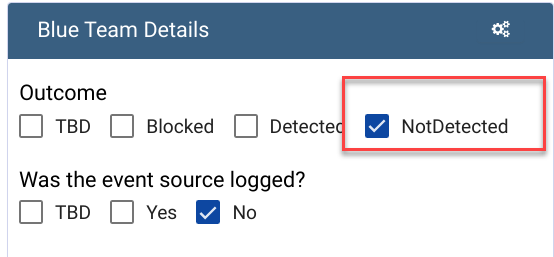 Blue Team Details
Outcome
TBD Blocked Detected NotDetected
Was the event source logged?
TBD Yes No